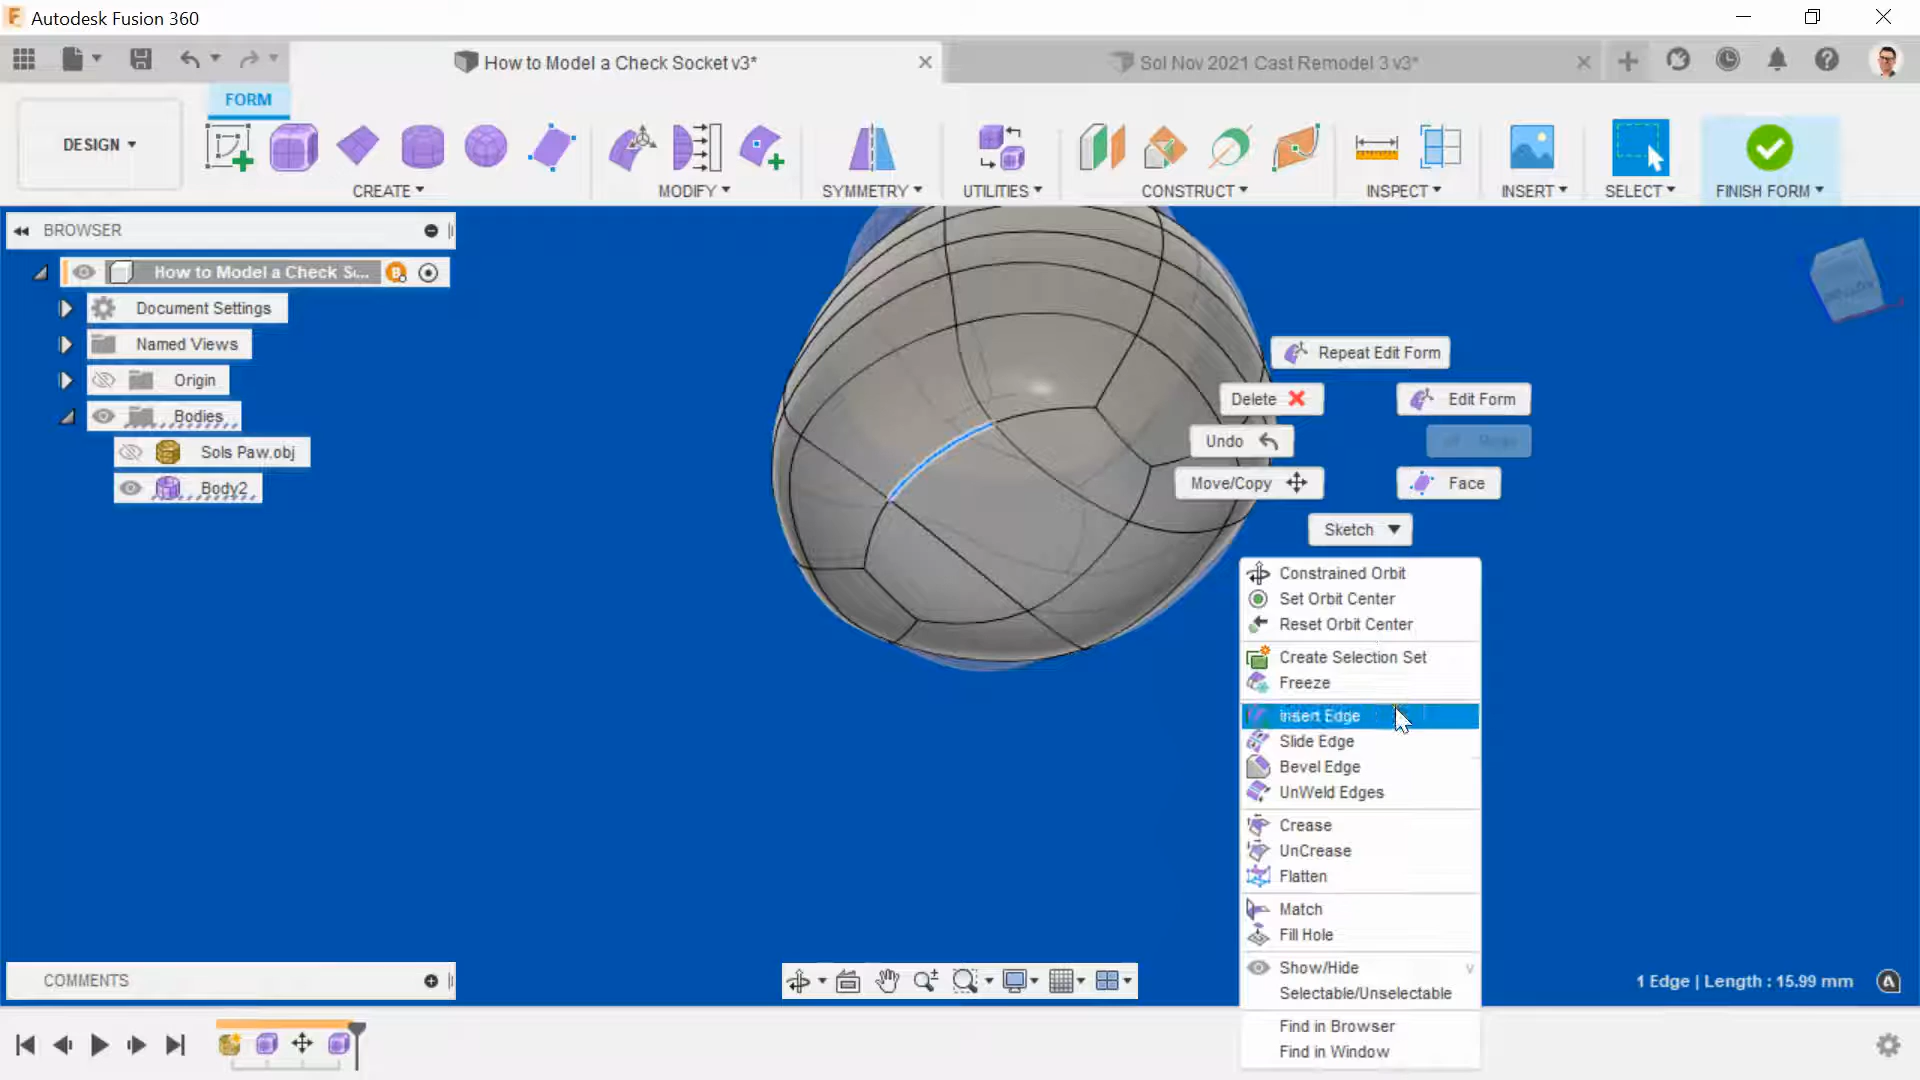 Autodesk Fusion 360
How to Model a Check Socket v3*
Sol Nov 2021 Cast Remodel 3 v3*
FORM
DESIGN
CREATE
MODIFY
SYMMETRY
UTILITIES
CONSTRUCT
INSPECT
INSERT
SELECT
FINISH FORM
BROWSER
How to Model a Check S...
Document Settings
Named Views
Origin
Bodies
Sols Paw.obj
Body2
Repeat Edit Form
Delete
Edit Form
Undo
Move/Copy
Face
Sketch
Constrained Orbit
Set Orbit Center
Reset Orbit Center
Create Selection Set
Freeze
Insert Edge
Slide Edge
Bevel Edge
UnWeld Edges
Crease
UnCrease
Flatten
Match
Fill Hole
Show/Hide V
Selectable/Unselectable
Find in Browser
Find in Window
COMMENTS
1 Edge | Length : 15.99 mm